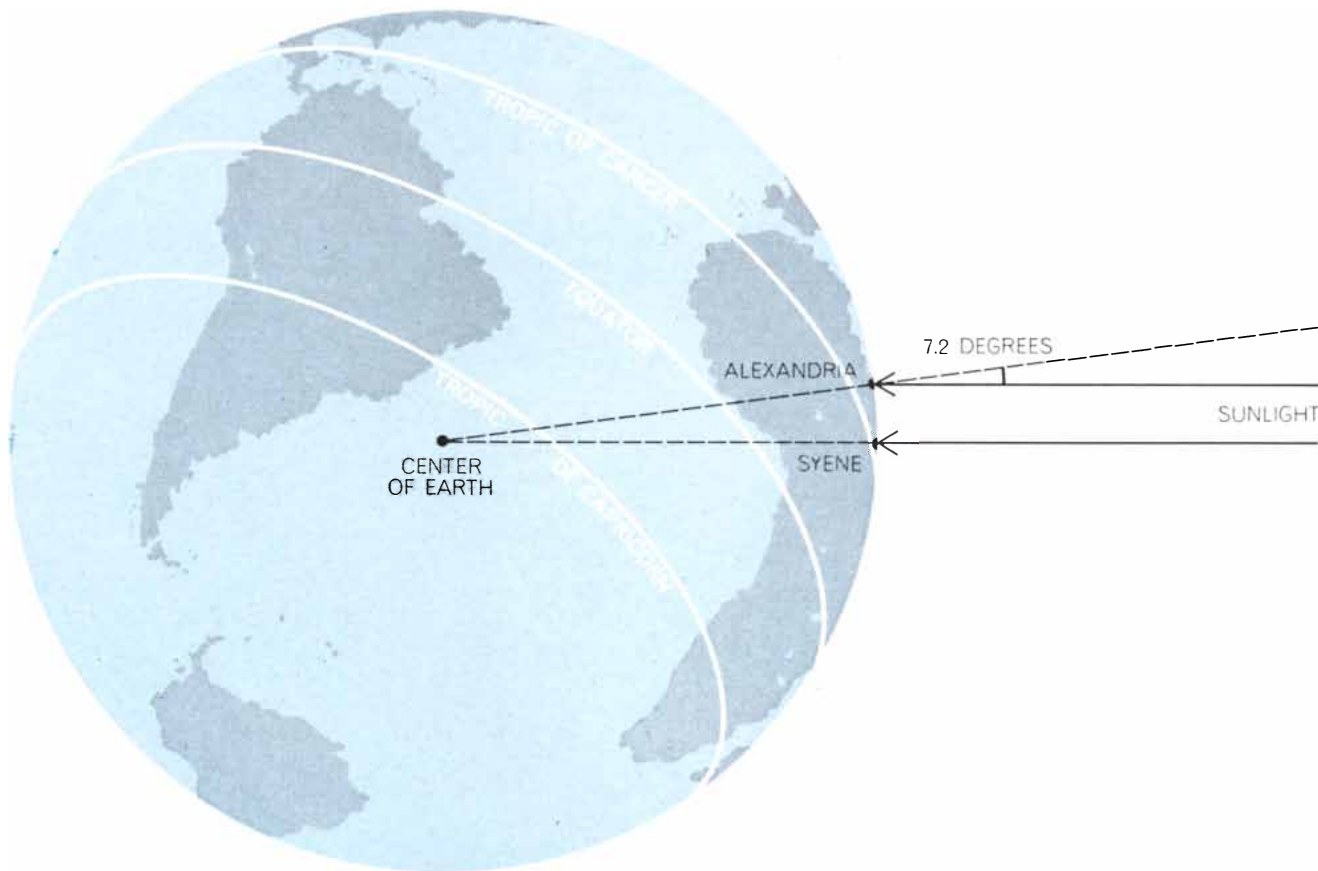 TROPIC OF CANCER
EQUATOR
TROPIC OF CAPRICORN
7.2 DEGREES
ALEXANDRIA
SUNLIGHT
SYENE
CENTER
OF EARTH